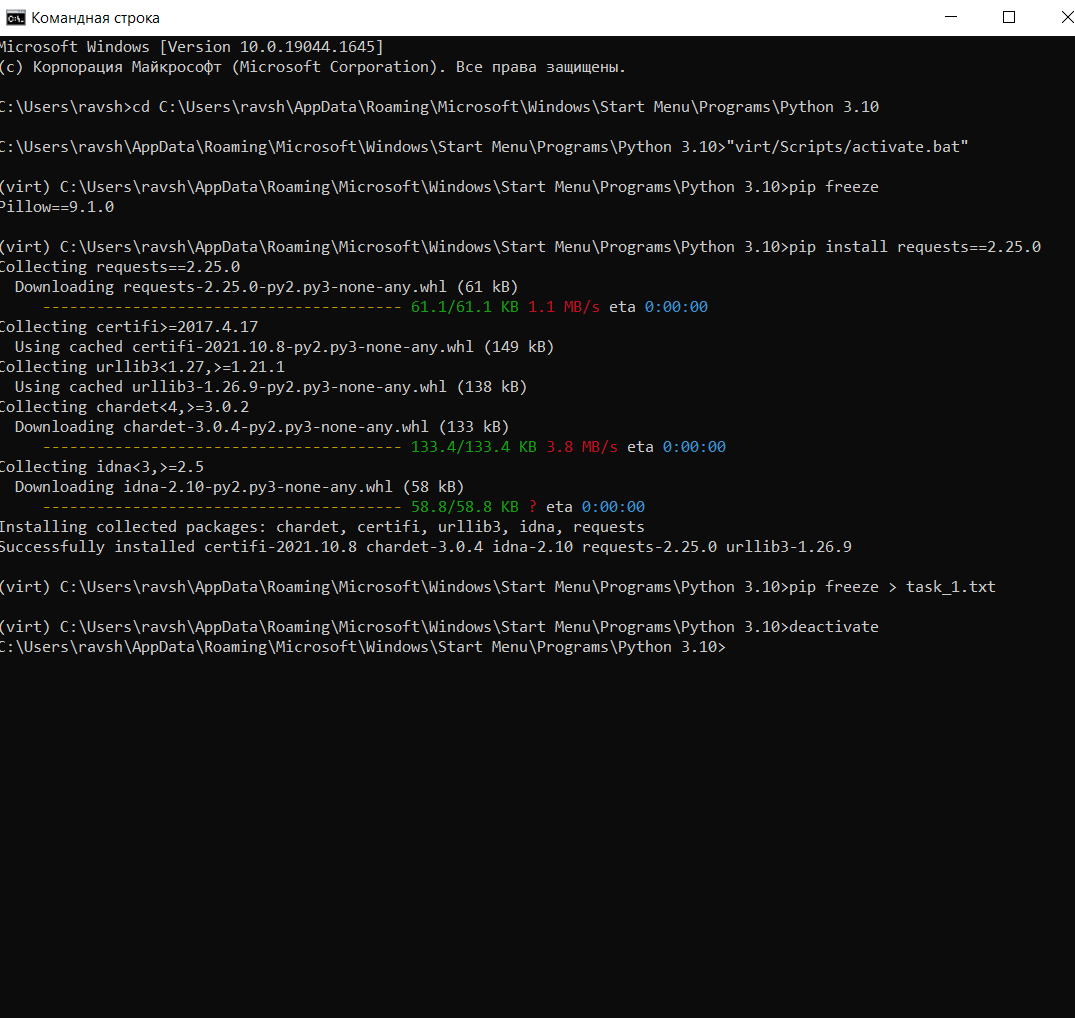 Командная строка
Microsoft Windows [Version 10.0.19044.1645]
(c) Корпорация Майкрософт (Microsoft Corporation). Все права защищены.
C:\Users\ravsh>cd C:\Users\ravsh\AppData\Roaming\Microsoft\Windows\Start Menu\Programs\Python 3.10
C:\Users\ravsh\AppData\Roaming\Microsoft\Windows\Start Menu\Programs\Python 3.10>"virt/Scripts/activate.bat"
(virt) C:\Users\ravsh\AppData\Roaming\Microsoft\Windows\Start Menu\Programs\Python 3.10>pip freeze
Pillow==9.1.0
(virt) C:\Users\ravsh\AppData\Roaming\Microsoft\Windows\Start Menu\Programs\Python 3.10>pip install requests==2.25.0
Collecting requests==2.25.0
  Downloading requests-2.25.0-py2.py3-none-any.whl (61 kB)
     ---------------------------------------- 61.1/61.1 KB 1.1 MB/s eta 0:00:00
Collecting certifi>=2017.4.17
  Using cached certifi-2021.10.8-py2.py3-none-any.whl (149 kB)
Collecting urllib3<1.27,>=1.21.1
  Using cached urllib3-1.26.9-py2.py3-none-any.whl (138 kB)
Collecting chardet<4,>=3.0.2
  Downloading chardet-3.0.4-py2.py3-none-any.whl (133 kB)
     ---------------------------------------- 133.4/133.4 KB 3.8 MB/s eta 0:00:00
Collecting idna<3,>=2.5
  Downloading idna-2.10-py2.py3-none-any.whl (58 kB)
     ---------------------------------------- 58.8/58.8 KB ? eta 0:00:00
Installing collected packages: chardet, certifi, urllib3, idna, requests
Successfully installed certifi-2021.10.8 chardet-3.0.4 idna-2.10 requests-2.25.0 urllib3-1.26.9
(virt) C:\Users\ravsh\AppData\Roaming\Microsoft\Windows\Start Menu\Programs\Python 3.10>pip freeze > task_1.txt
(virt) C:\Users\ravsh\AppData\Roaming\Microsoft\Windows\Start Menu\Programs\Python 3.10>deactivate
C:\Users\ravsh\AppData\Roaming\Microsoft\Windows\Start Menu\Programs\Python 3.10>